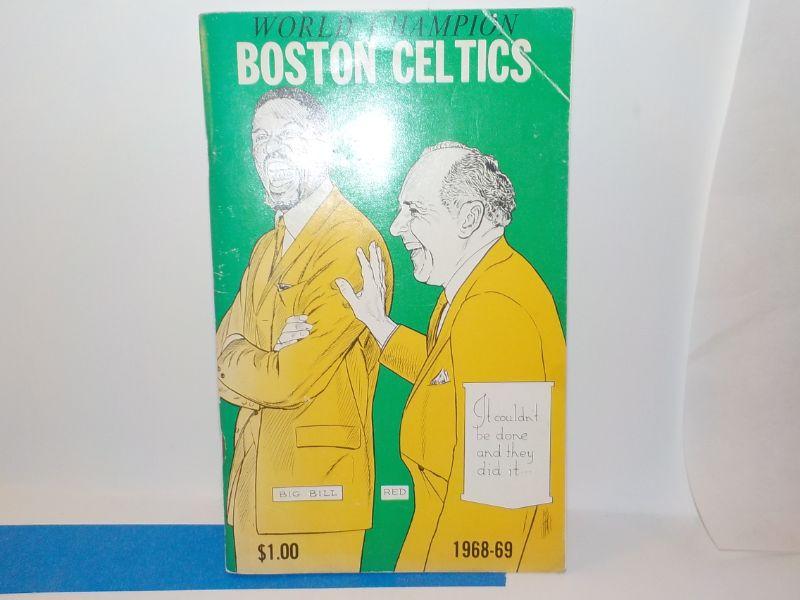 WORLD CHAMPION
BOSTON CELTICS
It couldn't
be done
and they
did it...
BIG BILL
RED
$1.00
1968-69